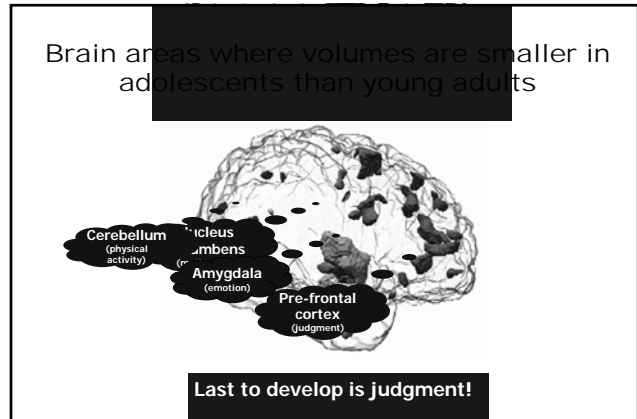 Brain areas where volumes are smaller in
adolescents than young adults
Cerebellum
(physical
activity)
Amygdala
(emotion)
Pre-frontal
cortex
(judgment)
Last to develop is judgment!